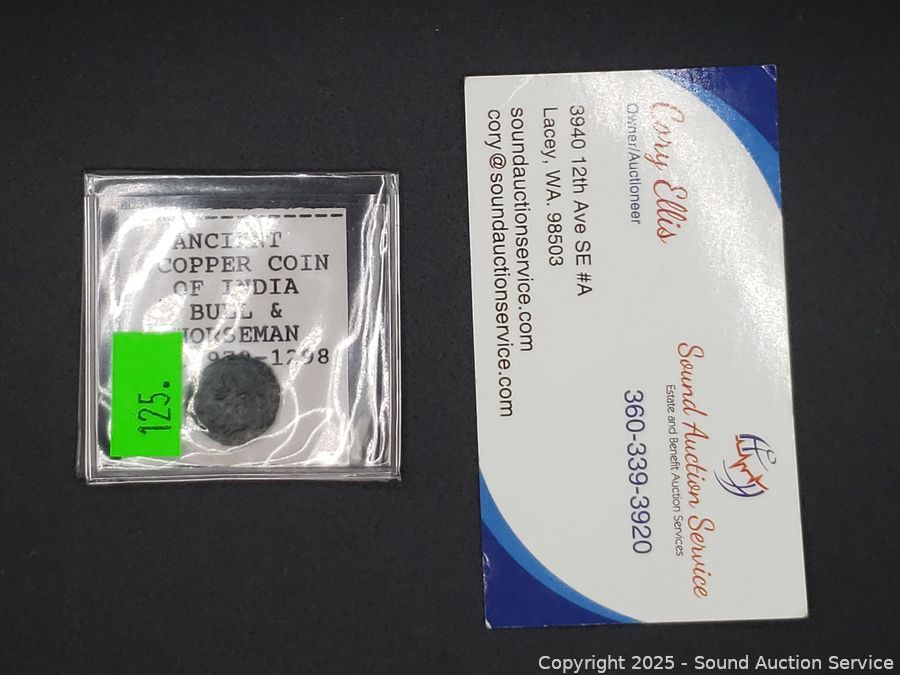 ANCIENT
COPPER COIN
OF INDIA
BULL &
HORSEMAN
-1298
125.
Cory Ellis
Owner/Auctioneer
3940 12th Ave SE #A
Lacey, WA. 98503
soundauctionservice.com
cory@soundauctionservice.com
Sound Auction Service
Estate and Benefit Auction Services
360-339-3920
Copyright 2025 - Sound Auction Service